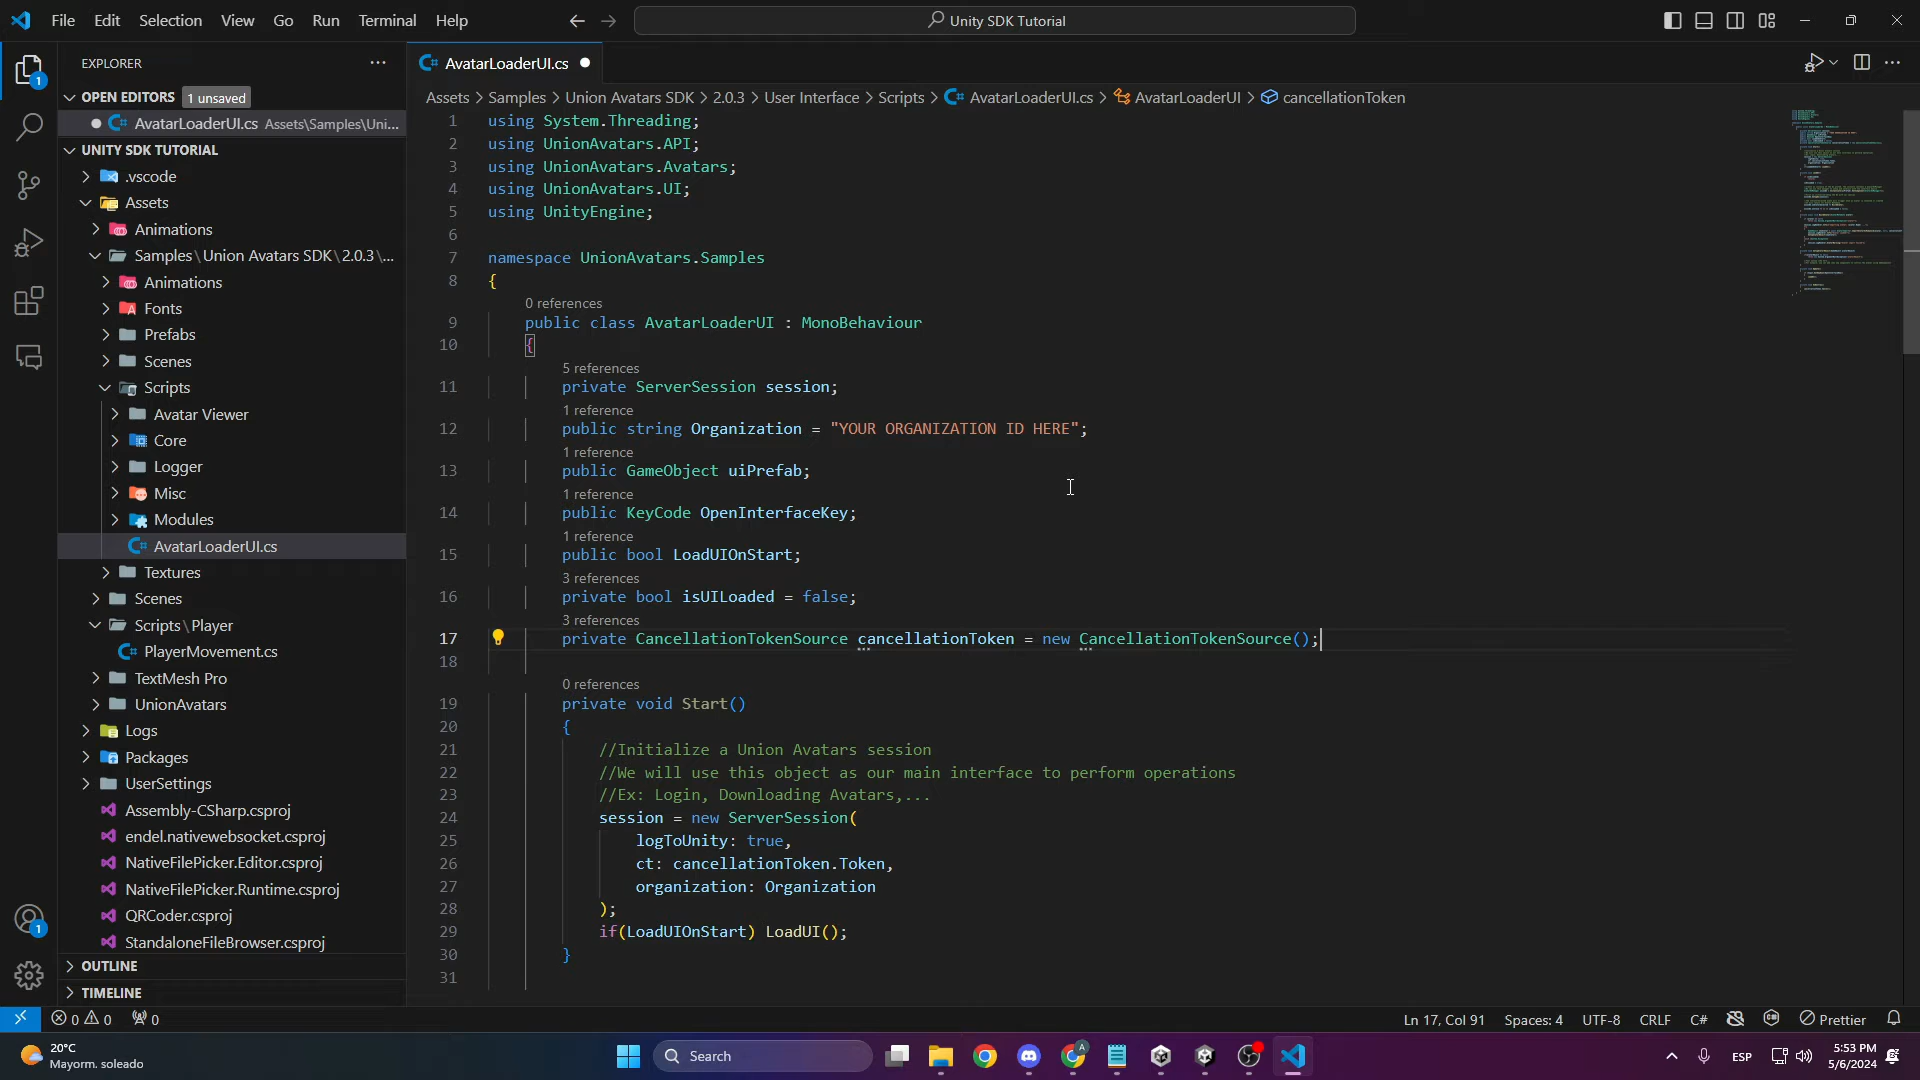 File Edit Selection View Go Run Terminal Help
Unity SDK Tutorial
EXPLORER
OPEN EDITORS 1 unsaved
AvatarLoaderUI.cs Assets\Samples\Uni...
UNITY SDK TUTORIAL
.vscode
Assets
Animations
Samples\Union Avatars SDK\2.0.3\...
Animations
Fonts
Prefabs
Scenes
Scripts
Avatar Viewer
Core
Logger
Misc
Modules
AvatarLoaderUI.cs
Textures
Scenes
Scripts\Player
PlayerMovement.cs
TextMesh Pro
UnionAvatars
Logs
Packages
UserSettings
Assembly-CSharp.csproj
endel.nativewebsocket.csproj
NativeFilePicker.Editor.csproj
NativeFilePicker.Runtime.csproj
QRCoder.csproj
StandaloneFileBrowser.csproj
OUTLINE
TIMELINE
1
1
AvatarLoaderUI.cs
Assets > Samples > Union Avatars SDK > 2.0.3 > User Interface > Scripts > AvatarLoaderUI.cs > AvatarLoaderUI > cancellationToken
1 using System.Threading;
2 using UnionAvatars.API;
3 using UnionAvatars.Avatars;
4 using UnionAvatars.UI;
5 using UnityEngine;
6
7 namespace UnionAvatars.Samples
8 {
0 references
9 public class AvatarLoaderUI : MonoBehaviour
10 {
5 references
11 private ServerSession session;
1 reference
12 public string Organization = "YOUR ORGANIZATION ID HERE";
1 reference
13 public GameObject uiPrefab;
1 reference
14 public KeyCode OpenInterfaceKey;
1 reference
15 public bool LoadUIOnStart;
3 references
16 private bool isUILoaded = false;
3 references
17 private CancellationTokenSource cancellationToken = new CancellationTokenSource();
18
0 references
19 private void Start()
20 {
21 //Initialize a Union Avatars session
22 //We will use this object as our main interface to perform operations
23 //Ex: Login, Downloading Avatars,...
24 session = new ServerSession(
25 logToUnity: true,
26 ct: cancellationToken.Token,
27 organization: Organization
28 );
29 if(LoadUIOnStart) LoadUI();
30 }
31
0 0 0 Ln 17, Col 91 Spaces: 4 UTF-8 CRLF C# Prettier
20°C
Mayorm. soleado
Search
A
ESP
5:53 PM
5/6/2024